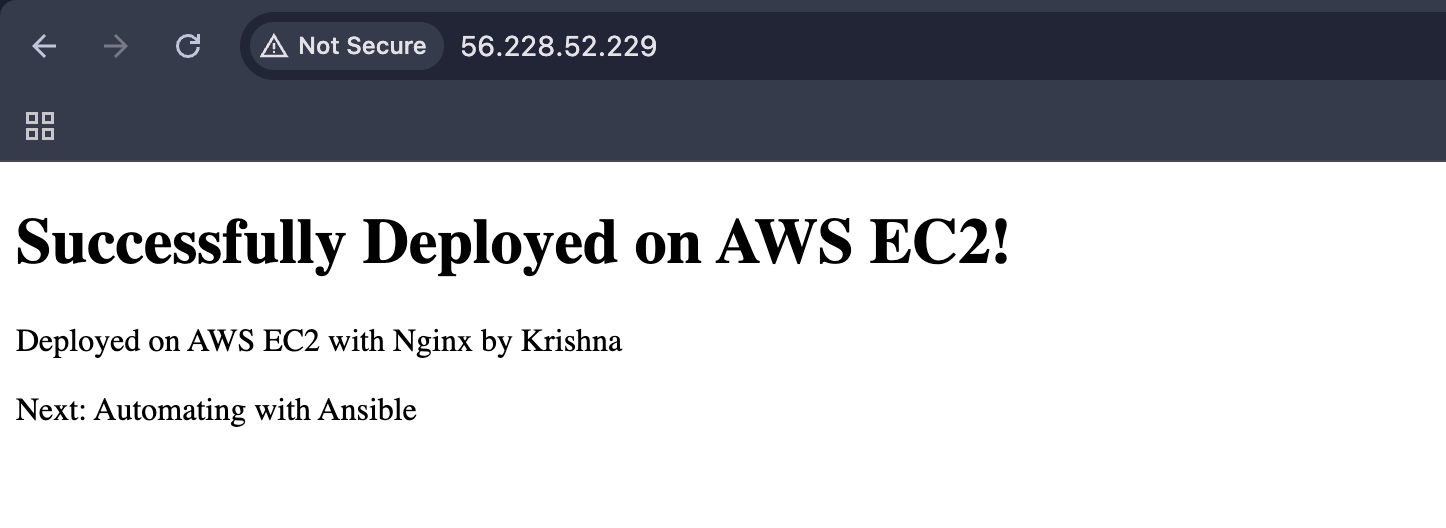 Not Secure 56.228.52.229
Successfully Deployed on AWS EC2!
Deployed on AWS EC2 with Nginx by Krishna
Next: Automating with Ansible